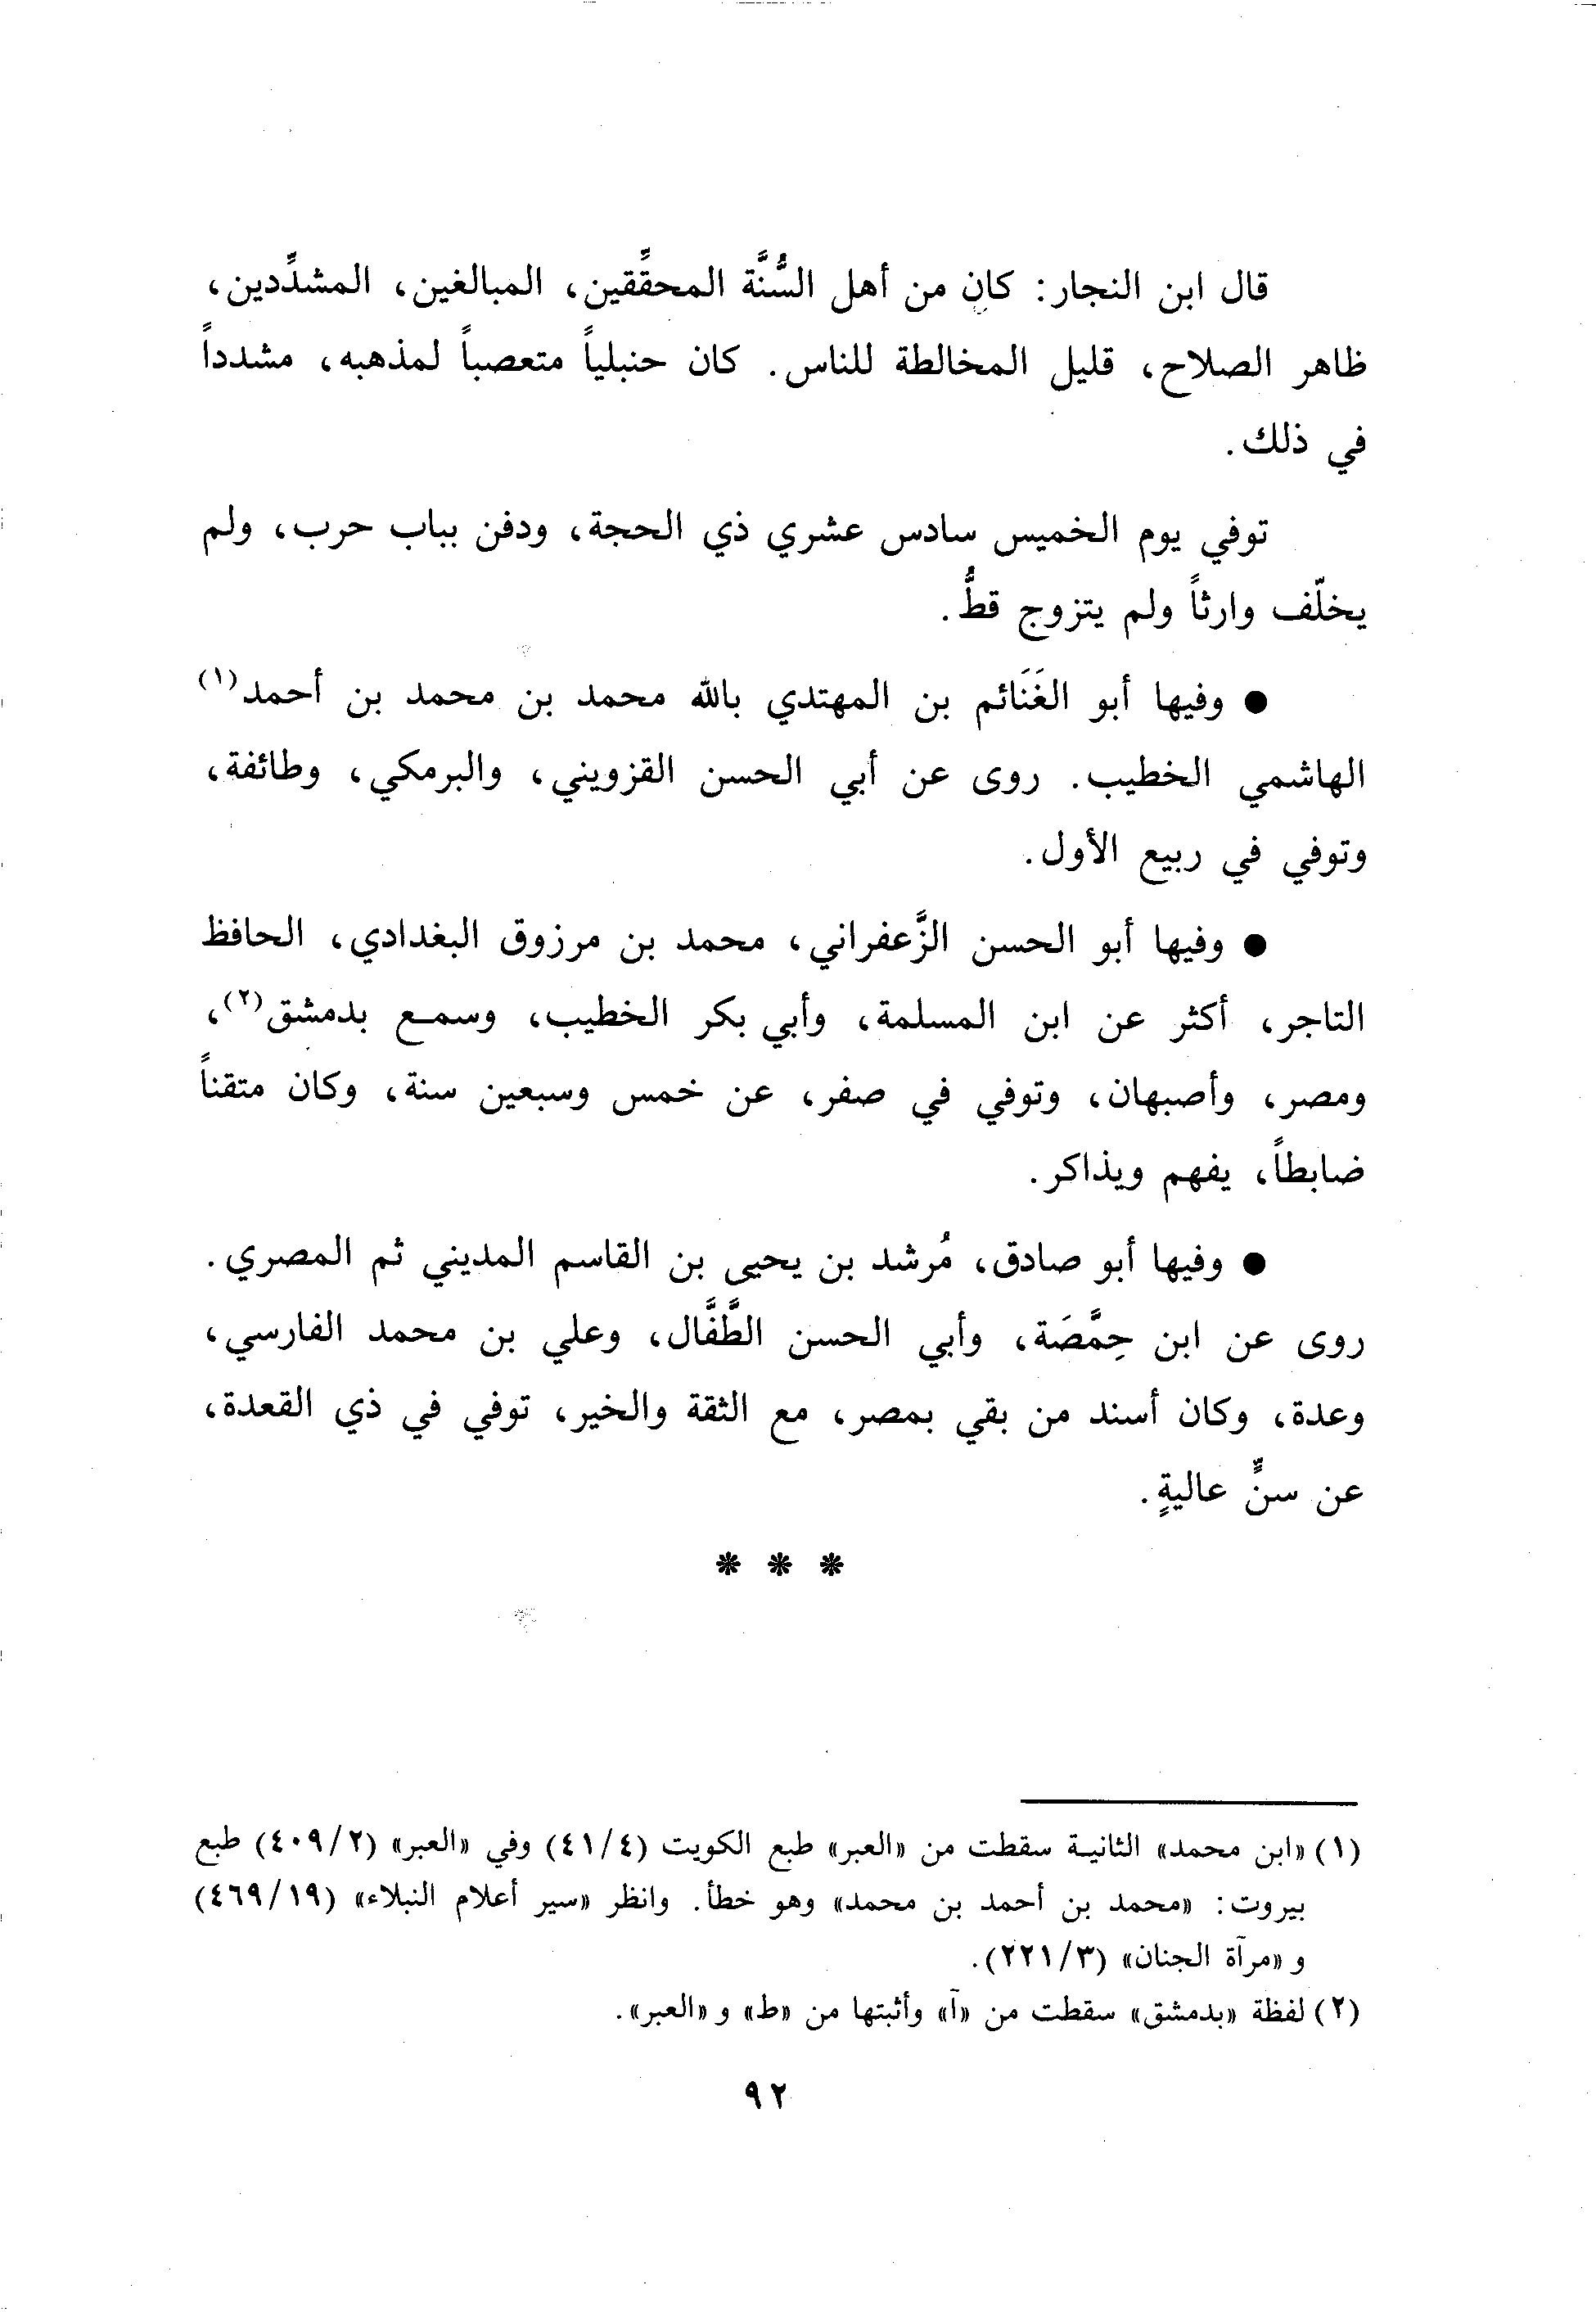 قال ابن النجار: كان من أهل السُّنَّة المحقِّقين، المبالغين، المشدِّدين،
ظاهر الصلاح، قليل المخالطة للناس. كان حنبلياً متعصباً لمذهبه، مشدداً
في ذلك.
توفي يوم الخميس سادس عشري ذي الحجة، ودفن بباب حرب، ولم
يخلّف وارثاً ولم يتزوج قطُّ.
● وفيها أبو الغَنَائم بن المهتدي بالله محمد بن محمد بن أحمد(١)
الهاشمي الخطيب. روى عن أبي الحسن القزويني، والبرمكي، وطائفة،
وتوفي في ربيع الأول.
● وفيها أبو الحسن الزَّعفراني، محمد بن مرزوق البغدادي، الحافظ
التاجر، أكثر عن ابن المسلمة، وأبي بكر الخطيب، وسمع بدمشق(٢)،
ومصر، وأصبهان، وتوفي في صفر، عن خمس وسبعين سنة، وكان متقناً
ضابطاً، يفهم ويذاكر.
● وفيها أبو صادق، مُرشد بن يحيى بن القاسم المديني ثم المصري.
روى عن ابن حِمَّصَة، وأبي الحسن الطَّفَّال، وعلي بن محمد الفارسي،
وعدة، وكان أسند من بقي بمصر، مع الثقة والخير، توفي في ذي القعدة،
عن سنٍّ عاليةٍ.
* * *
(١) «ابن محمد» الثانية سقطت من «العبر» طبع الكويت (٤١/٤) وفي «العبر» (٤٠٩/٢) طبع
بيروت: «محمد بن أحمد بن محمد» وهو خطأ. وانظر «سير أعلام النبلاء» (٤٦٩/١٩)
و «مرآة الجنان» (٢٢١/٣).
(٢) لفظة «بدمشق» سقطت من «آ» وأثبتها من «ط» و «العبر».
٩٢